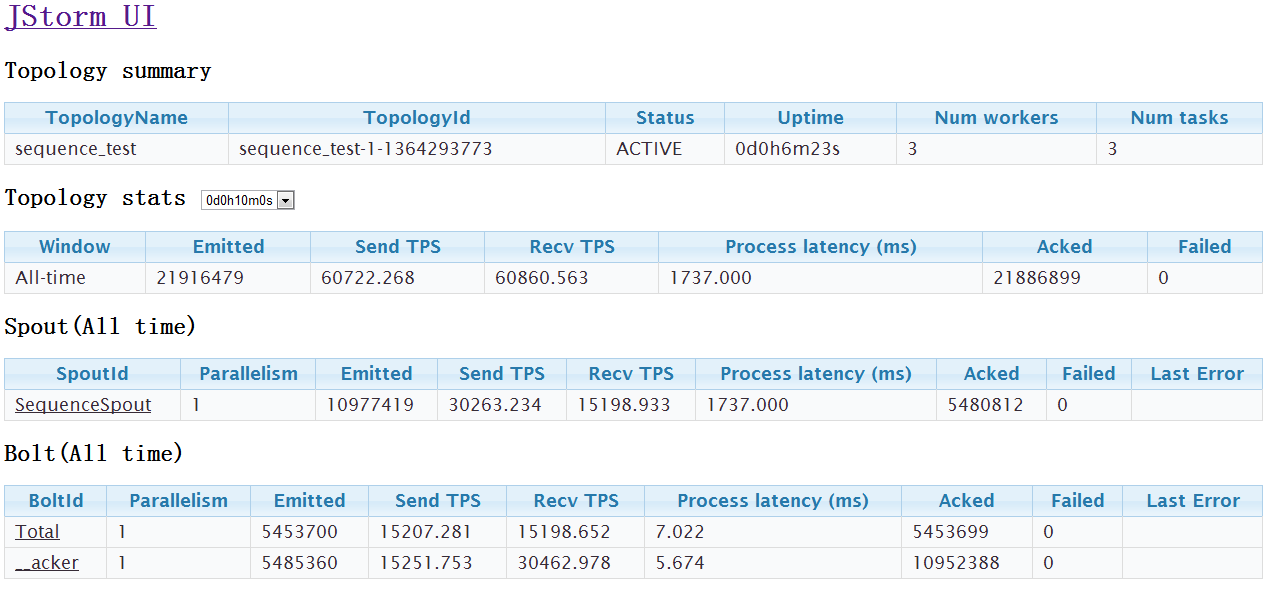 JStorm UI
Topology summary
TopologyName TopologyId Status Uptime Num workers Num tasks
sequence_test sequence_test-1-1364293773 ACTIVE 0d0h6m23s 3 3
Topology stats 0d0h10m0s
Window Emitted Send TPS Recv TPS Process latency (ms) Acked Failed
All-time 21916479 60722.268 60860.563 1737.000 21886899 0
Spout(All time)
SpoutId Parallelism Emitted Send TPS Recv TPS Process latency (ms) Acked Failed Last Error
SequenceSpout 1 10977419 30263.234 15198.933 1737.000 5480812 0
Bolt(All time)
BoltId Parallelism Emitted Send TPS Recv TPS Process latency (ms) Acked Failed Last Error
Total 1 5453700 15207.281 15198.652 7.022 5453699 0
__acker 1 5485360 15251.753 30462.978 5.674 10952388 0